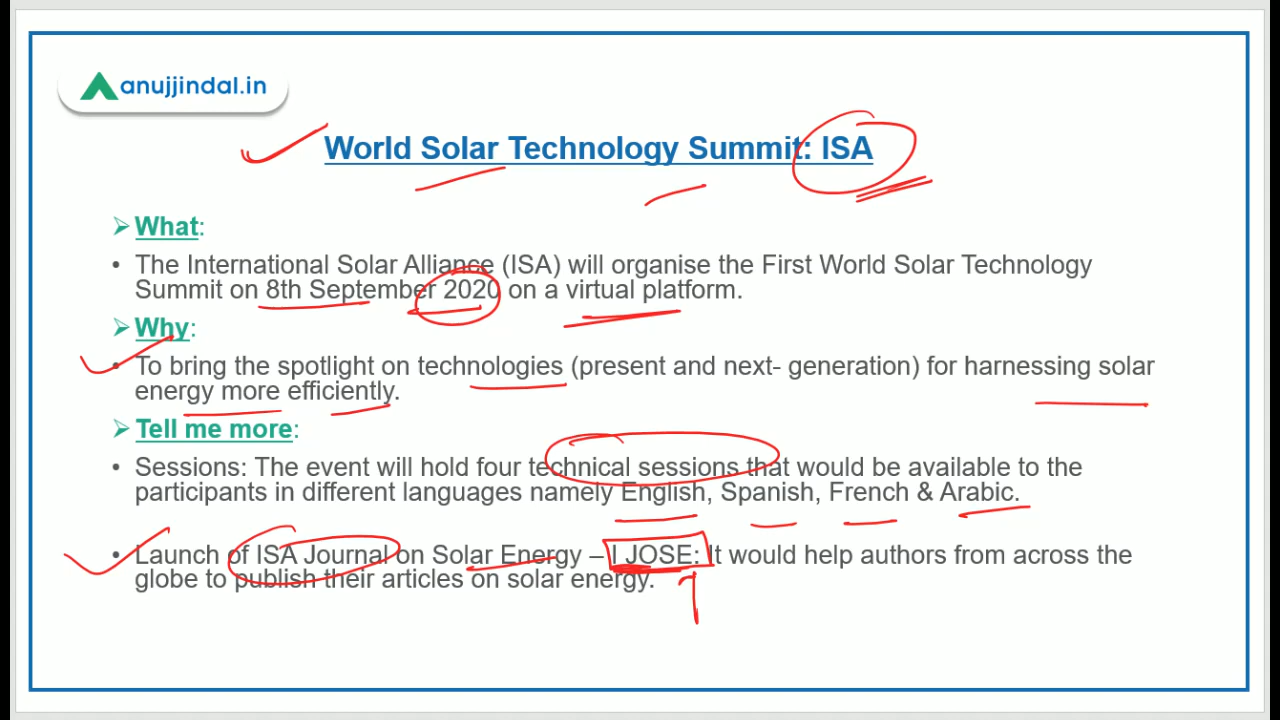 anujjindal.in
World Solar Technology Summit: ISA
➢ What:
• The International Solar Alliance (ISA) will organise the First World Solar Technology
Summit on 8th September 2020 on a virtual platform.
➢ Why:
• To bring the spotlight on technologies (present and next- generation) for harnessing solar
energy more efficiently.
➢ Tell me more:
• Sessions: The event will hold four technical sessions that would be available to the
participants in different languages namely English, Spanish, French & Arabic.
• Launch of ISA Journal on Solar Energy – I JOSE: It would help authors from across the
globe to publish their articles on solar energy.